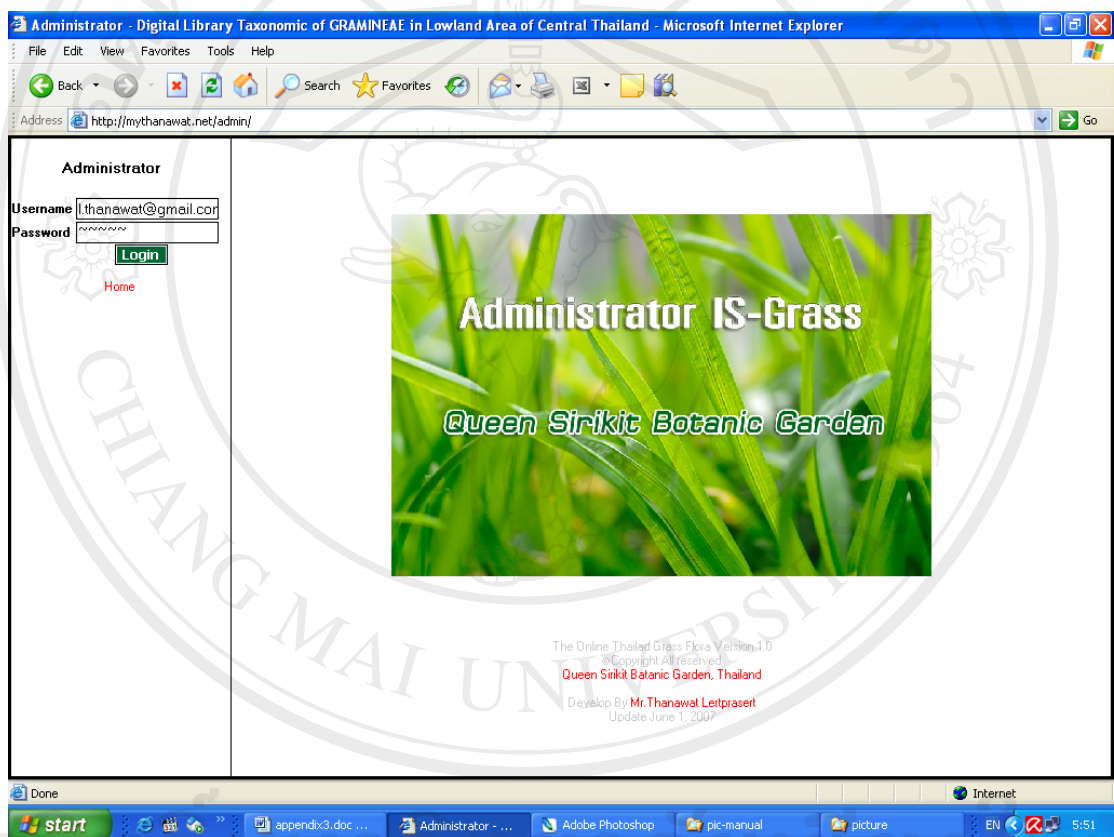 Administrator - Digital Library Taxonomic of GRAMINEAE in Lowland Area of Central Thailand - Microsoft Internet Explorer
File Edit View Favorites Tools Help
Back Search Favorites
Address http://mythanawat.net/admin/ Go
Administrator
Username l.thanawat@gmail.cor
Password ~~~~~
Login
Home
Administrator IS-Grass
Queen Sirikit Botanic Garden
The Online Thailad Grass Flora Version 1.0
©Copyright All reserved
Queen Sirikit Batanic Garden, Thailand
Develop By Mr.Thanawat Lertprasert
Update June 1, 2007
CHIANG MAI UNIVERSITY 1964
Done Internet
start appendix3.doc ... Administrator - ... Adobe Photoshop pic-manual picture EN 5:51